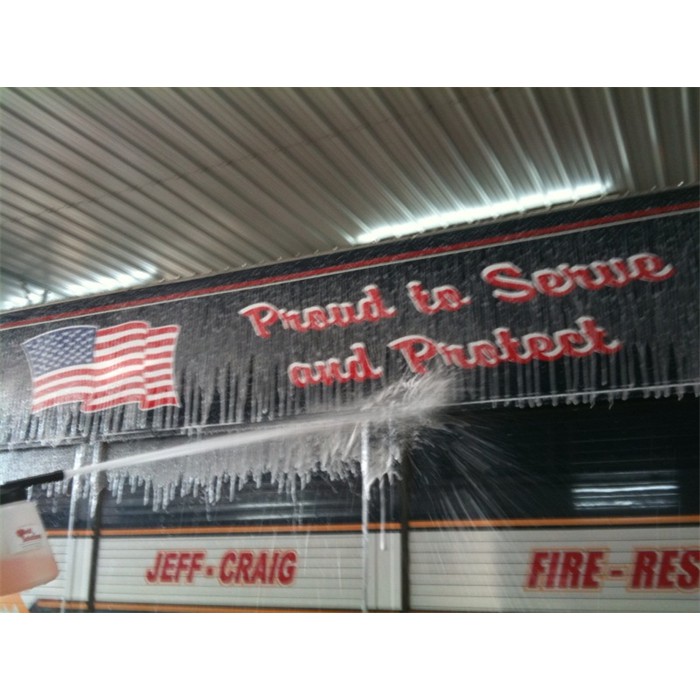 Proud to Serve
and Protect
JEFF-CRAIG
FIRE-RES